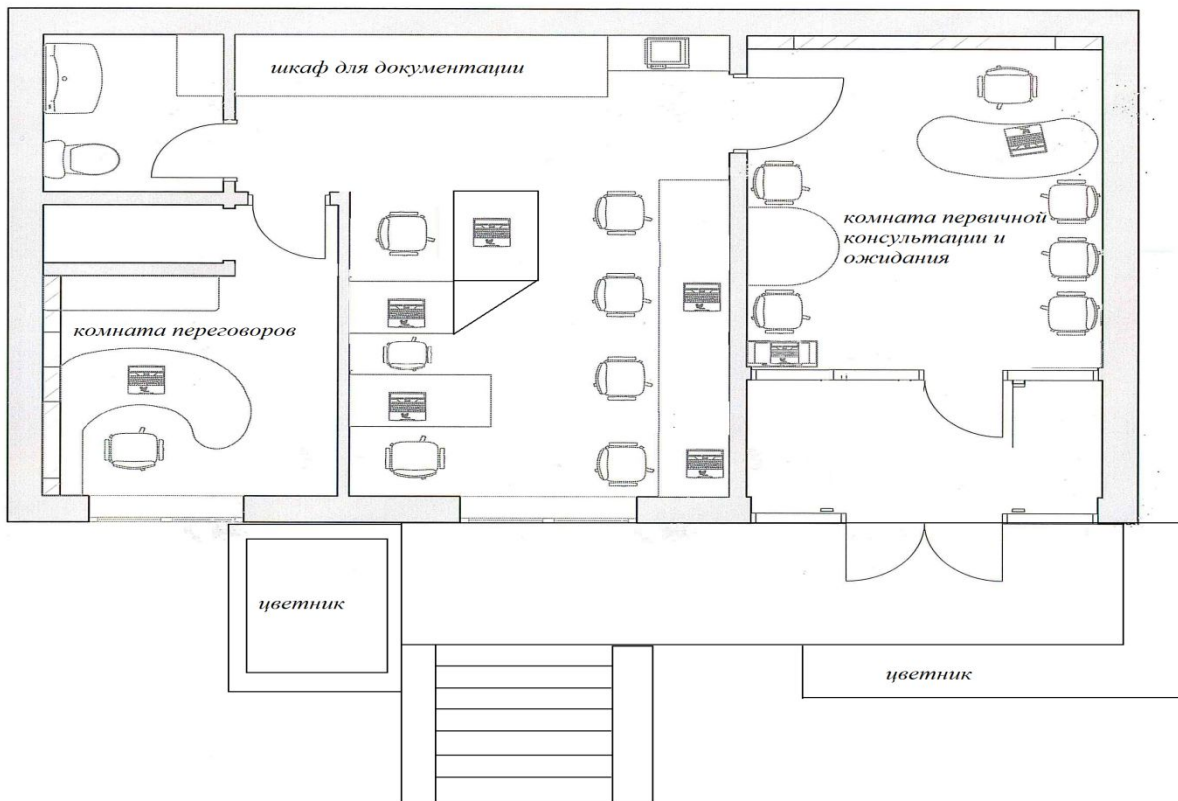 шкаф для документации
комната первичной
консультации и
ожидания
комната переговоров
цветник
цветник